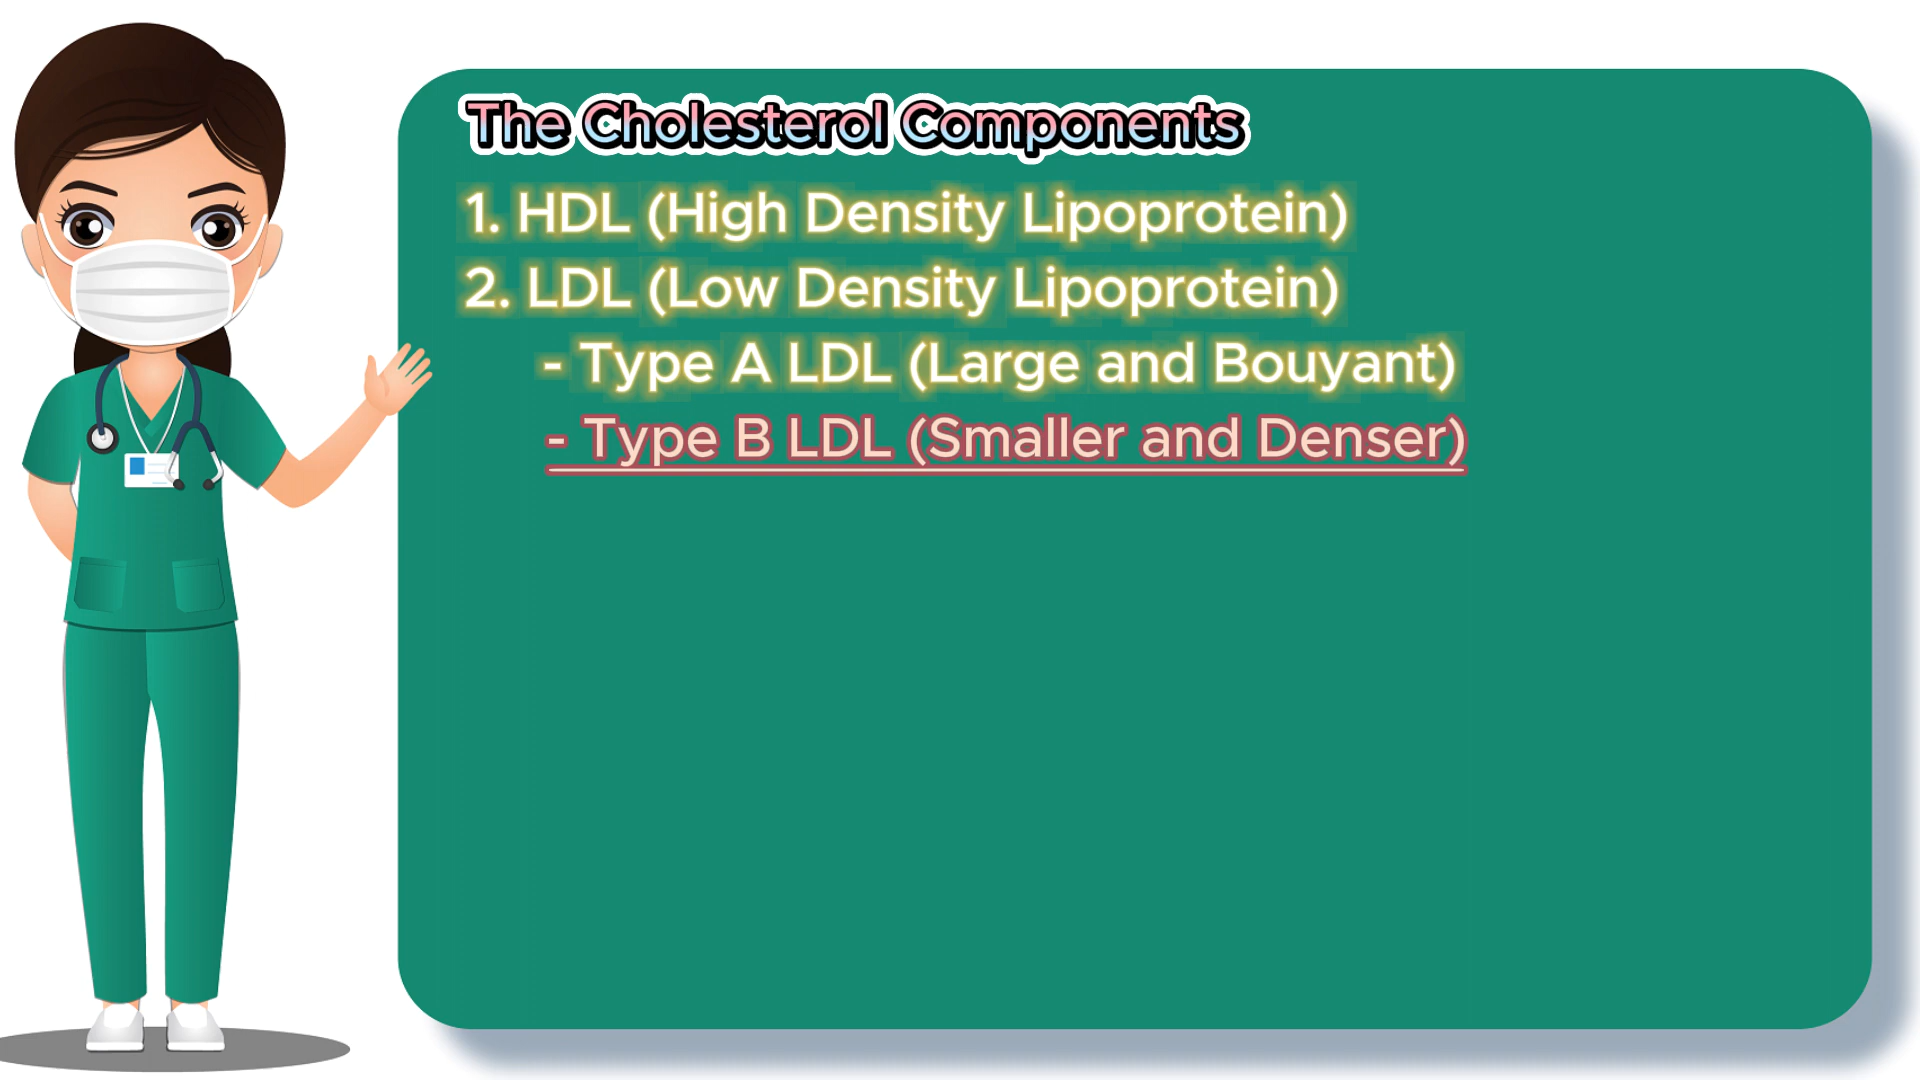 The Cholesterol Components
1. HDL (High Density Lipoprotein)
2. LDL (Low Density Lipoprotein)
- Type A LDL (Large and Bouyant)
- Type B LDL (Smaller and Denser)